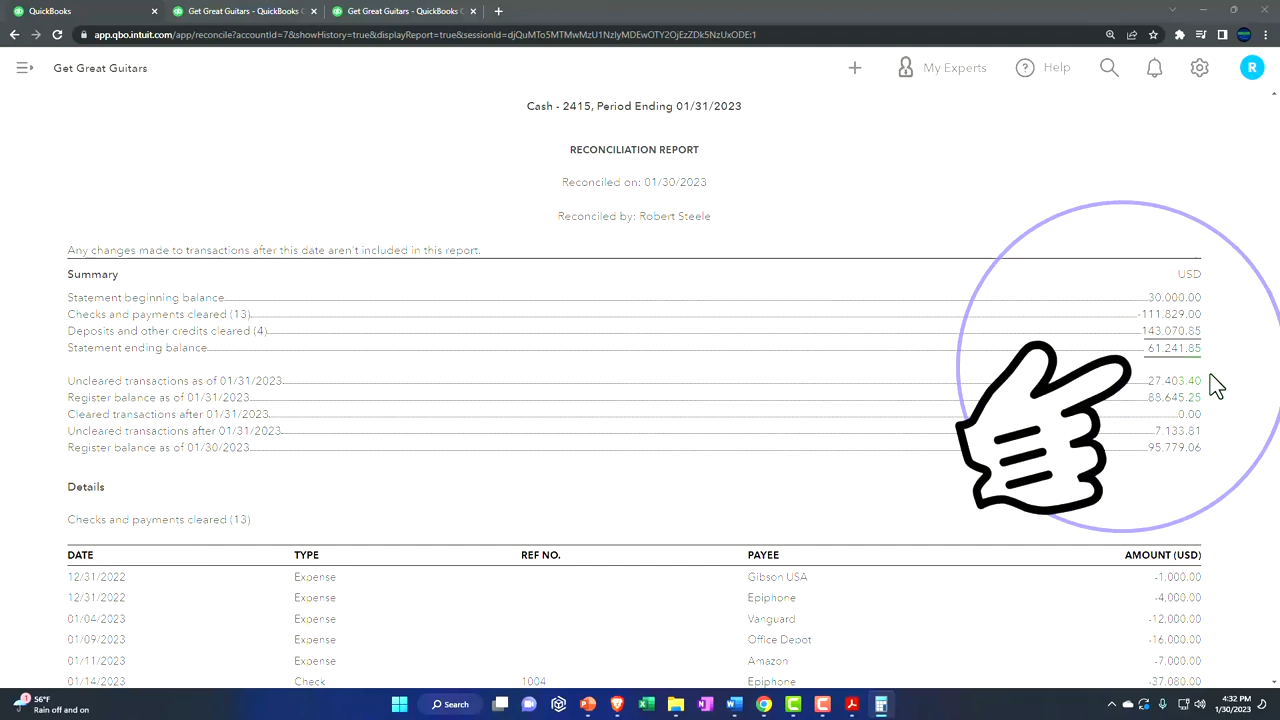 QuickBooks
Get Great Guitars - QuickBooks
Get Great Guitars - QuickBooks
app.qbo.intuit.com/app/reconcile?accountId=7&showHistory=true&displayReport=true&sessionId=djQuMTo5MTMwMzU1NzIyMDEwOTY2OjEzZDk5NzUxODE:1
Get Great Guitars
My Experts
Help
R
Cash - 2415, Period Ending 01/31/2023
RECONCILIATION REPORT
Reconciled on: 01/30/2023
Reconciled by: Robert Steele
Any changes made to transactions after this date aren't included in this report.
Summary USD
Statement beginning balance 30,000.00
Checks and payments cleared (13) -111,829.00
Deposits and other credits cleared (4) 143,070.85
Statement ending balance 61,241.85
Uncleared transactions as of 01/31/2023 27,403.40
Register balance as of 01/31/2023 88,645.25
Cleared transactions after 01/31/2023 0.00
Uncleared transactions after 01/31/2023 7,133.81
Register balance as of 01/30/2023 95,779.06
Details
Checks and payments cleared (13)
DATE TYPE REF NO. PAYEE AMOUNT (USD)
12/31/2022 Expense Gibson USA -1,000.00
12/31/2022 Expense Epiphone -4,000.00
01/04/2023 Expense Vanguard -12,000.00
01/09/2023 Expense Office Depot -16,000.00
01/11/2023 Expense Amazon -7,000.00
01/14/2023 Check 1004 Epiphone -37,080.00
1
56°F
Rain off and on
Search
4:32 PM
1/30/2023